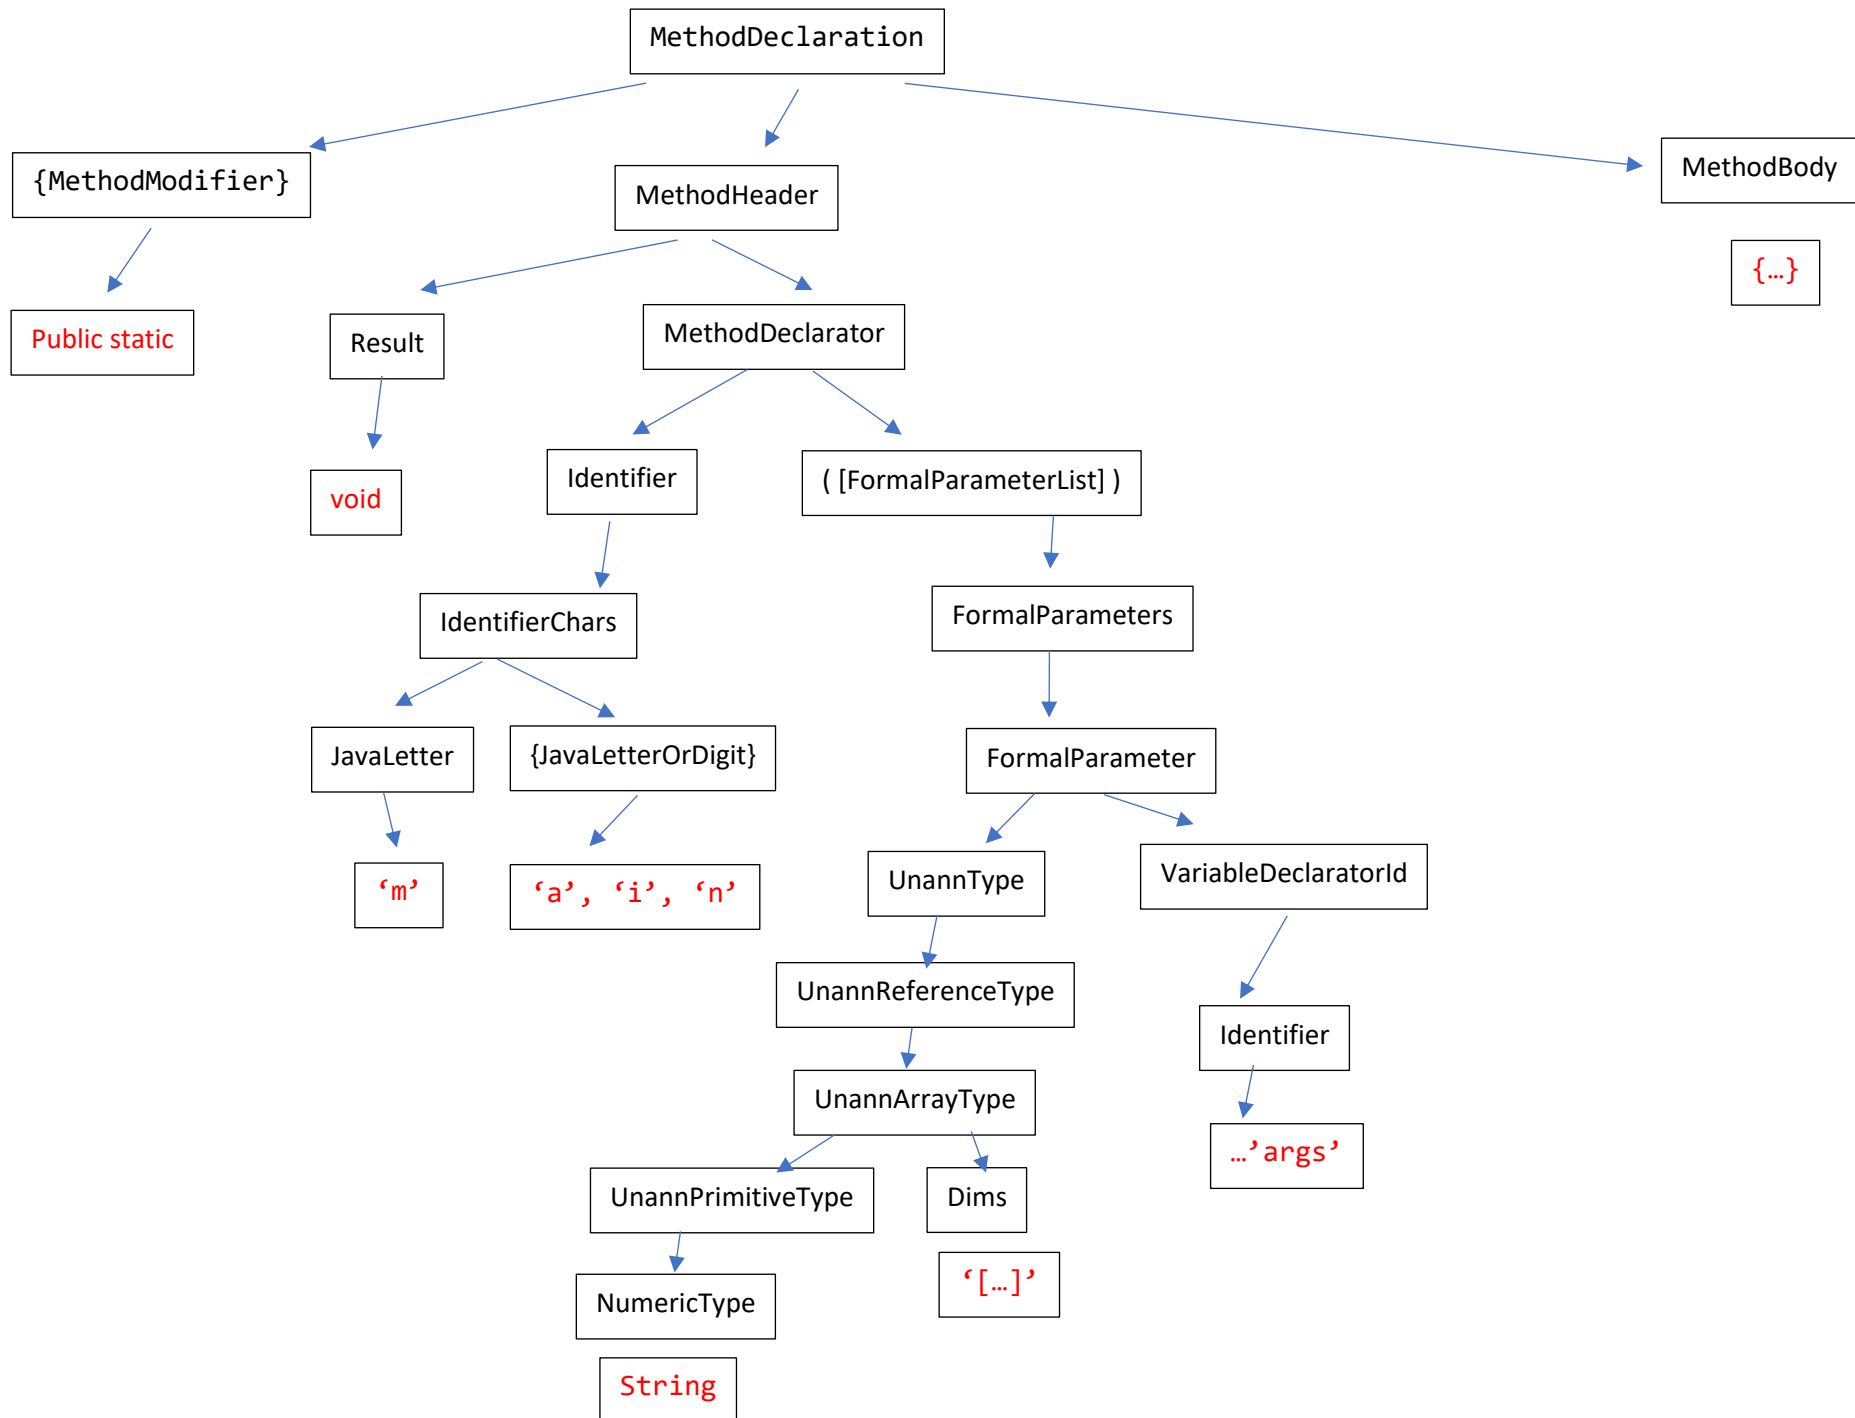 MethodDeclaration
{MethodModifier}
MethodHeader
MethodBody
{…}
Public static
Result
MethodDeclarator
void
Identifier
( [FormalParameterList] )
IdentifierChars
FormalParameters
JavaLetter
{JavaLetterOrDigit}
FormalParameter
‘m’
‘a’, ‘i’, ‘n’
UnannType
VariableDeclaratorId
UnannReferenceType
Identifier
UnannArrayType
…’args’
UnannPrimitiveType
Dims
‘[…]’
NumericType
String